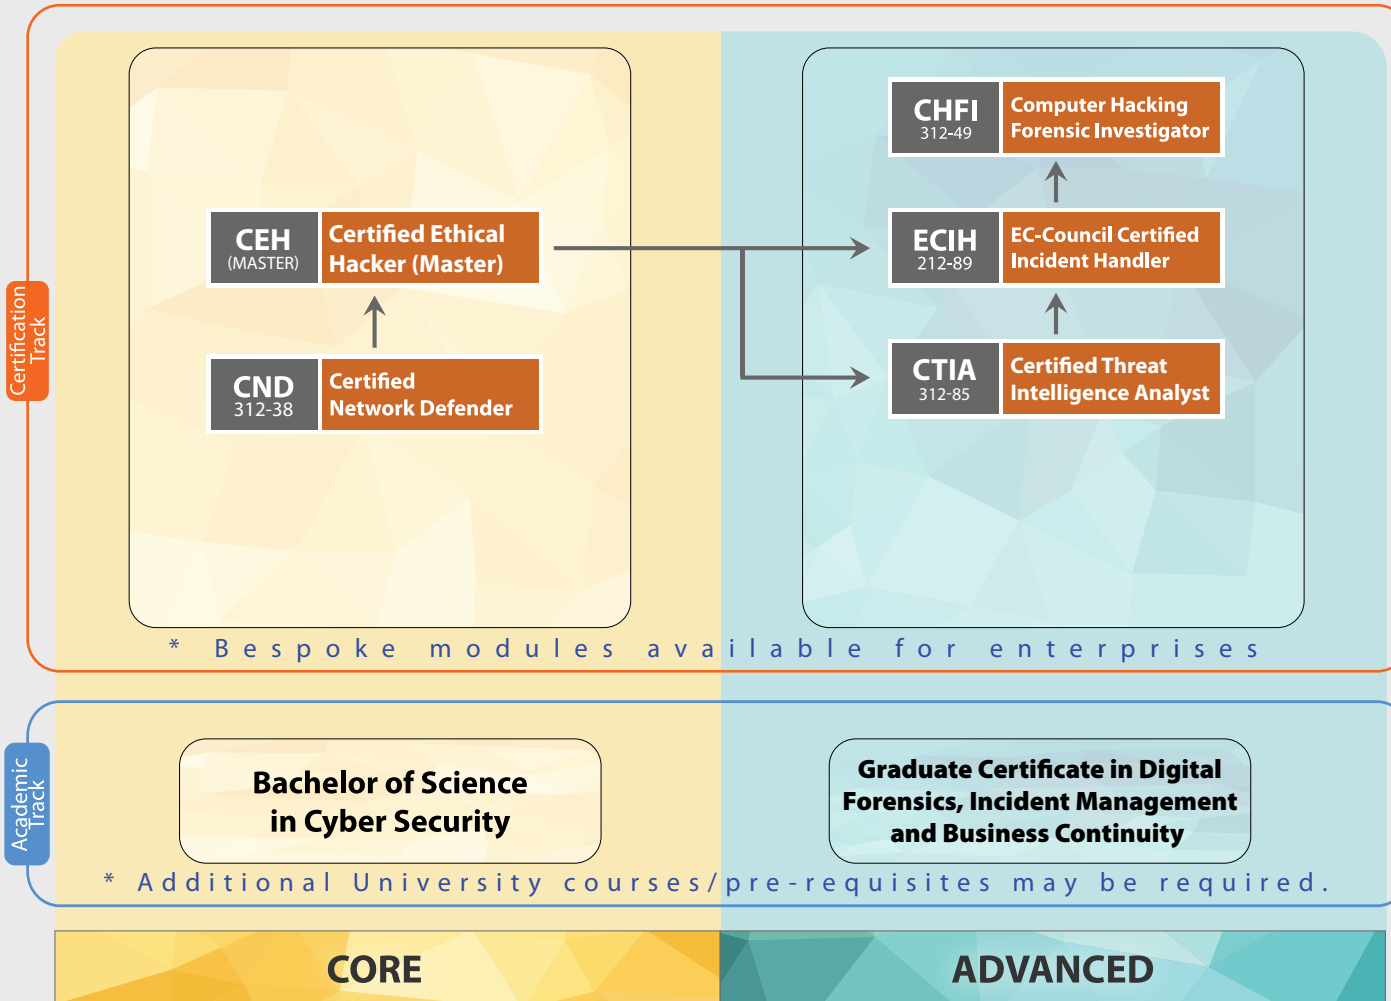 Certification
Track
CEH
(MASTER)
Certified Ethical
Hacker (Master)
CND
312-38
Certified
Network Defender
CHFI
312-49
Computer Hacking
Forensic Investigator
ECIH
212-89
EC-Council Certified
Incident Handler
CTIA
312-85
Certified Threat
Intelligence Analyst
* Bespoke modules available for enterprises
Academic
Track
Bachelor of Science
in Cyber Security
Graduate Certificate in Digital
Forensics, Incident Management
and Business Continuity
* Additional University courses/pre-requisites may be required.
CORE
ADVANCED